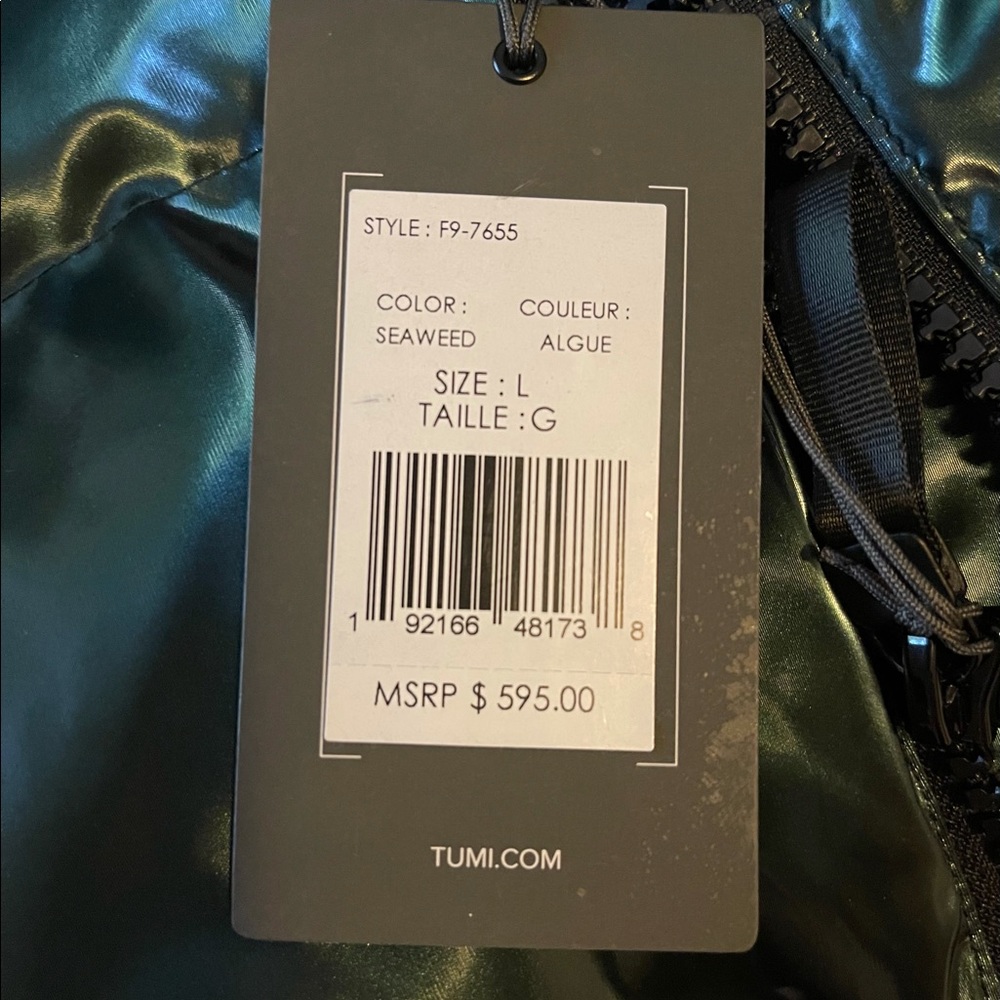 STYLE : F9-7655
COLOR : COULEUR :
SEAWEED ALGUE
SIZE : L
TAILLE : G
1 92166 48173 8
MSRP $ 595.00
TUMI.COM